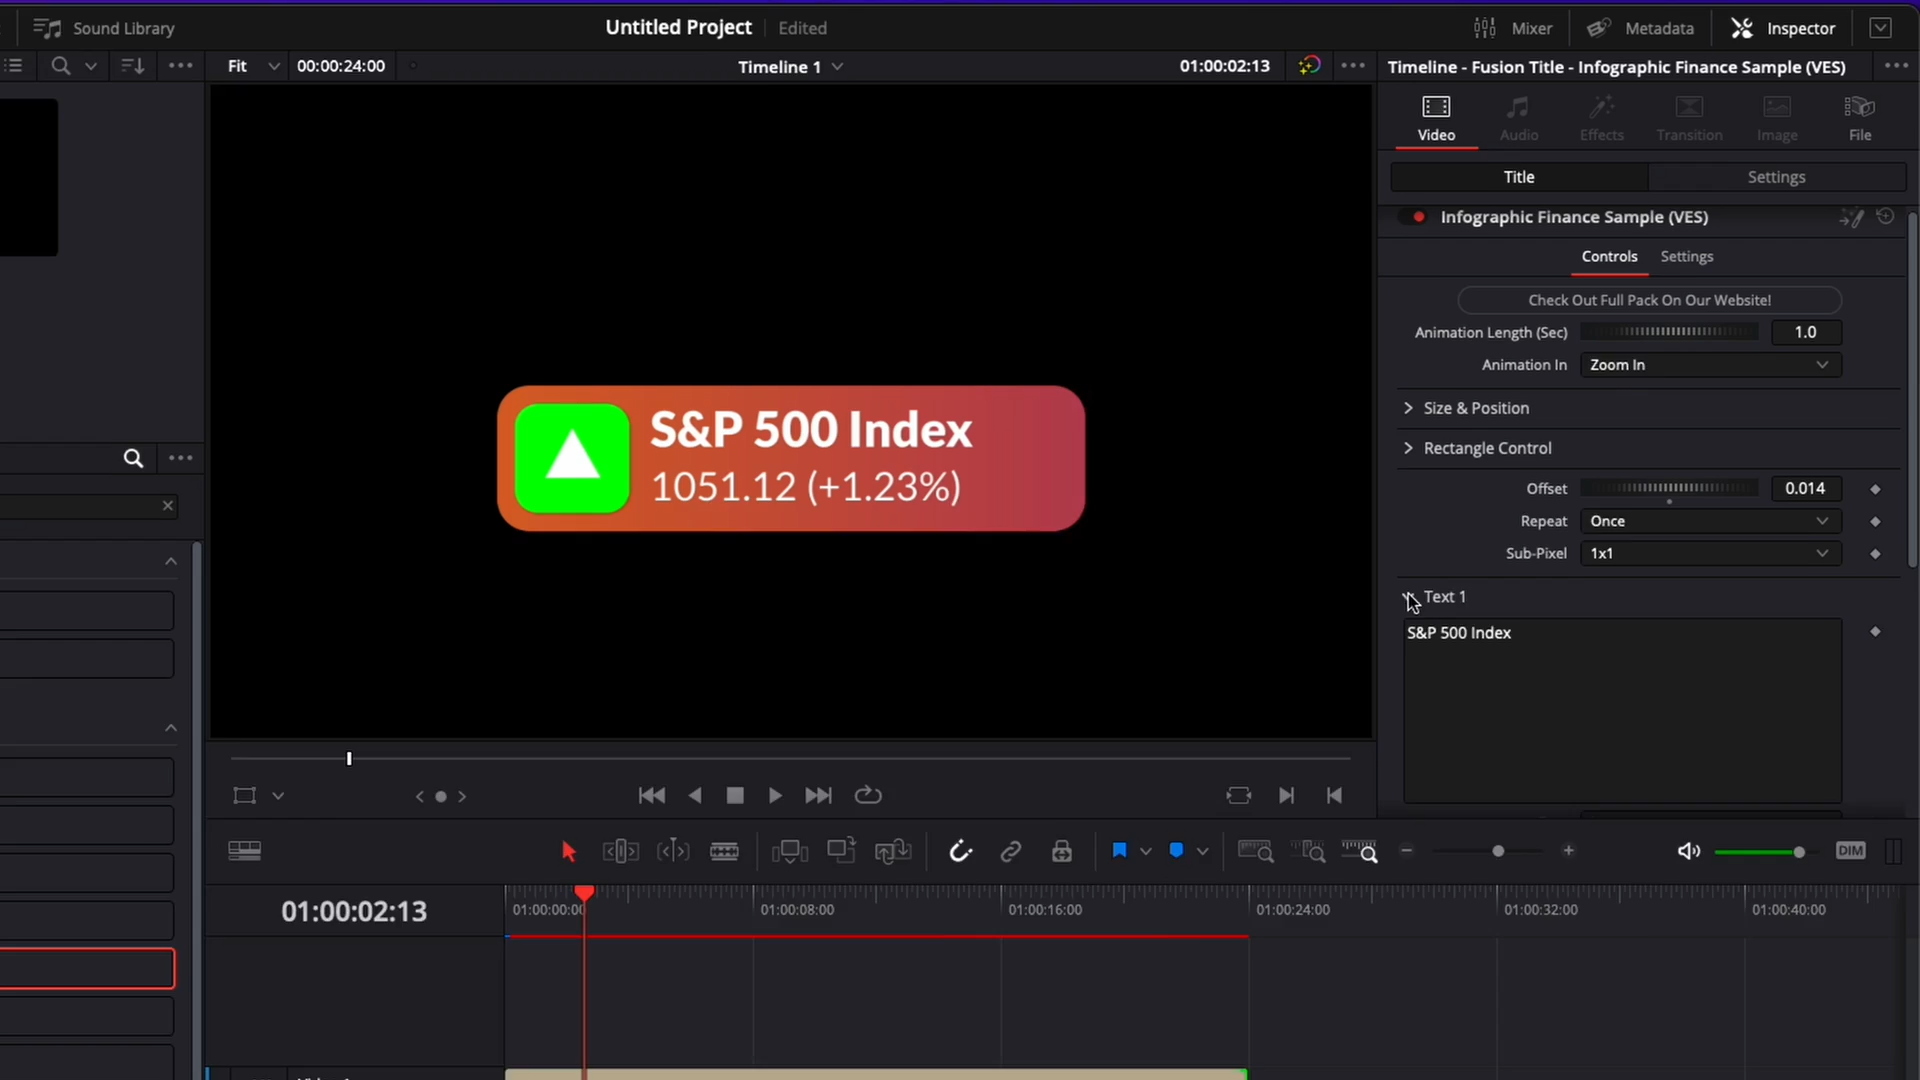 Sound Library
Untitled Project
Edited
Mixer
Metadata
Inspector
Fit
00:00:24:00
Timeline 1
01:00:02:13
Timeline - Fusion Title - Infographic Finance Sample (VES)
Video
Audio
Effects
Transition
Image
File
Title
Settings
Infographic Finance Sample (VES)
Controls
Settings
Check Out Full Pack On Our Website!
Animation Length (Sec)
1.0
Animation In
Zoom In
Size & Position
Rectangle Control
Offset
0.014
Repeat
Once
Sub-Pixel
1x1
Text 1
S&P 500 Index
S&P 500 Index
1051.12 (+1.23%)
DIM
01:00:02:13
01:00:00:00
01:00:08:00
01:00:16:00
01:00:24:00
01:00:32:00
01:00:40:00